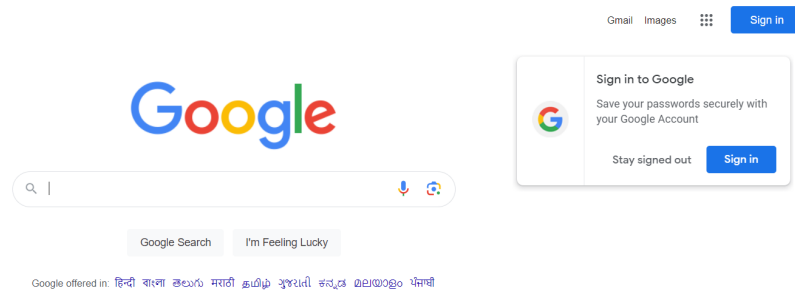 Gmail Images Sign in
Google
Sign in to Google
Save your passwords securely with
your Google Account
Stay signed out Sign in
Google Search I'm Feeling Lucky
Google offered in: हिन्दी বাংলা తెలుగు मराठी தமிழ் ગુજરાતી ಕನ್ನಡ മലയാളം ਪੰਜਾਬੀ